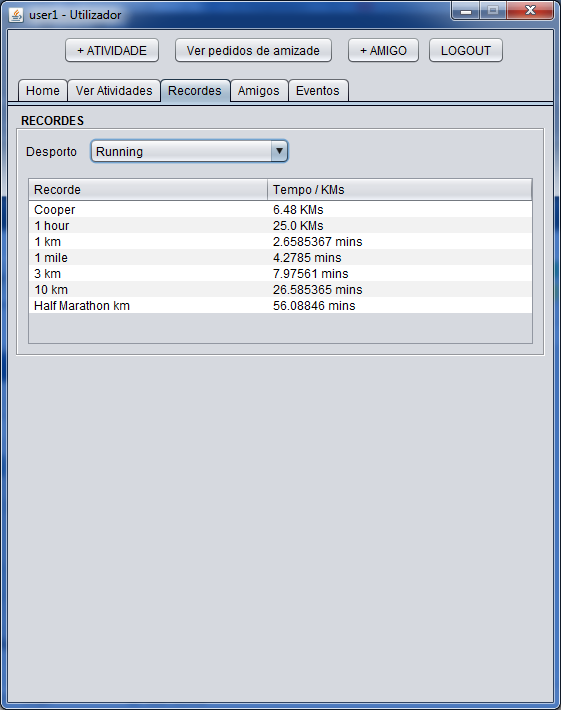 user1 - Utilizador
+ ATIVIDADE Ver pedidos de amizade + AMIGO LOGOUT
Home Ver Atividades Recordes Amigos Eventos
RECORDES
Desporto Running
Recorde Tempo / KMs
Cooper 6.48 KMs
1 hour 25.0 KMs
1 km 2.6585367 mins
1 mile 4.2785 mins
3 km 7.97561 mins
10 km 26.585365 mins
Half Marathon km 56.08846 mins